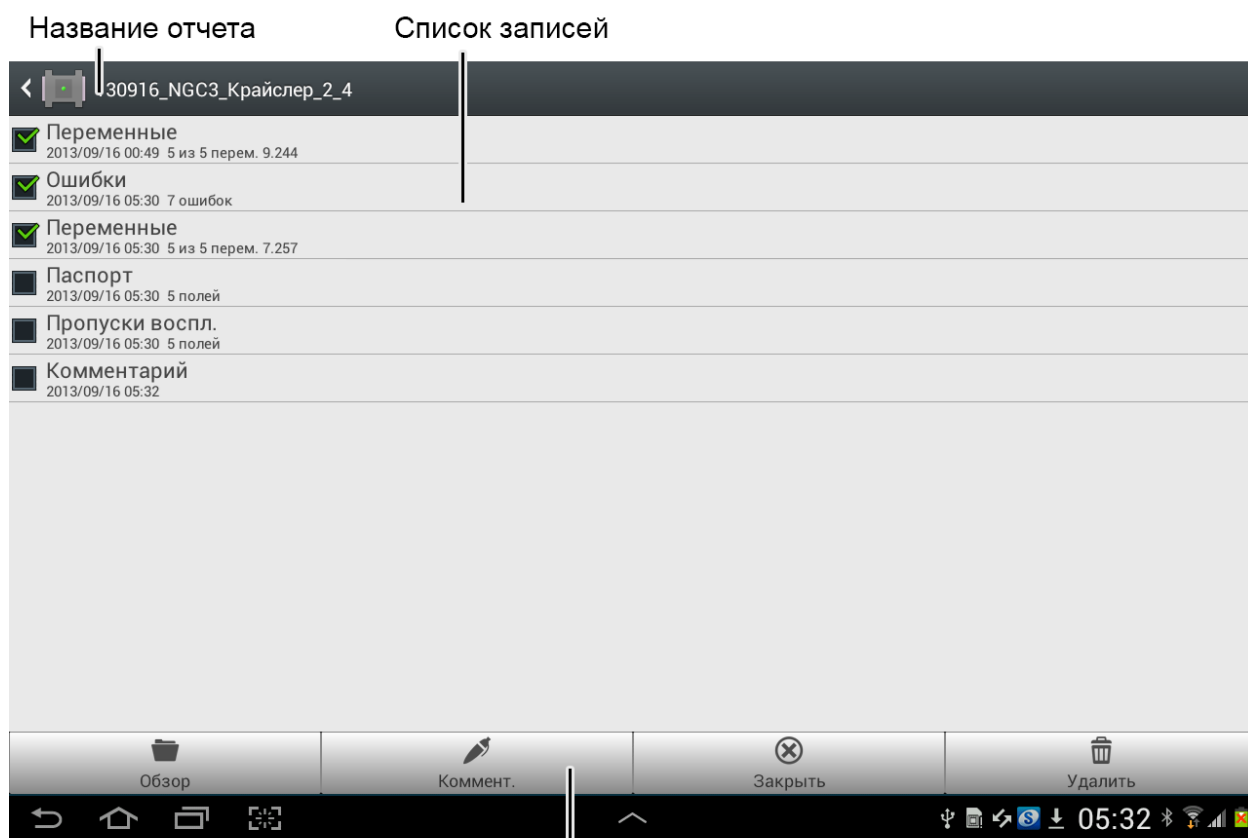 Название отчета
Список записей
130916_NGC3_Крайслер_2_4
Переменные
2013/09/16 00:49 5 из 5 перем. 9.244
Ошибки
2013/09/16 05:30 7 ошибок
Переменные
2013/09/16 05:30 5 из 5 перем. 7.257
Паспорт
2013/09/16 05:30 5 полей
Пропуски воспл.
2013/09/16 05:30 5 полей
Комментарий
2013/09/16 05:32
Обзор
Коммент.
Закрыть
Удалить
05:32